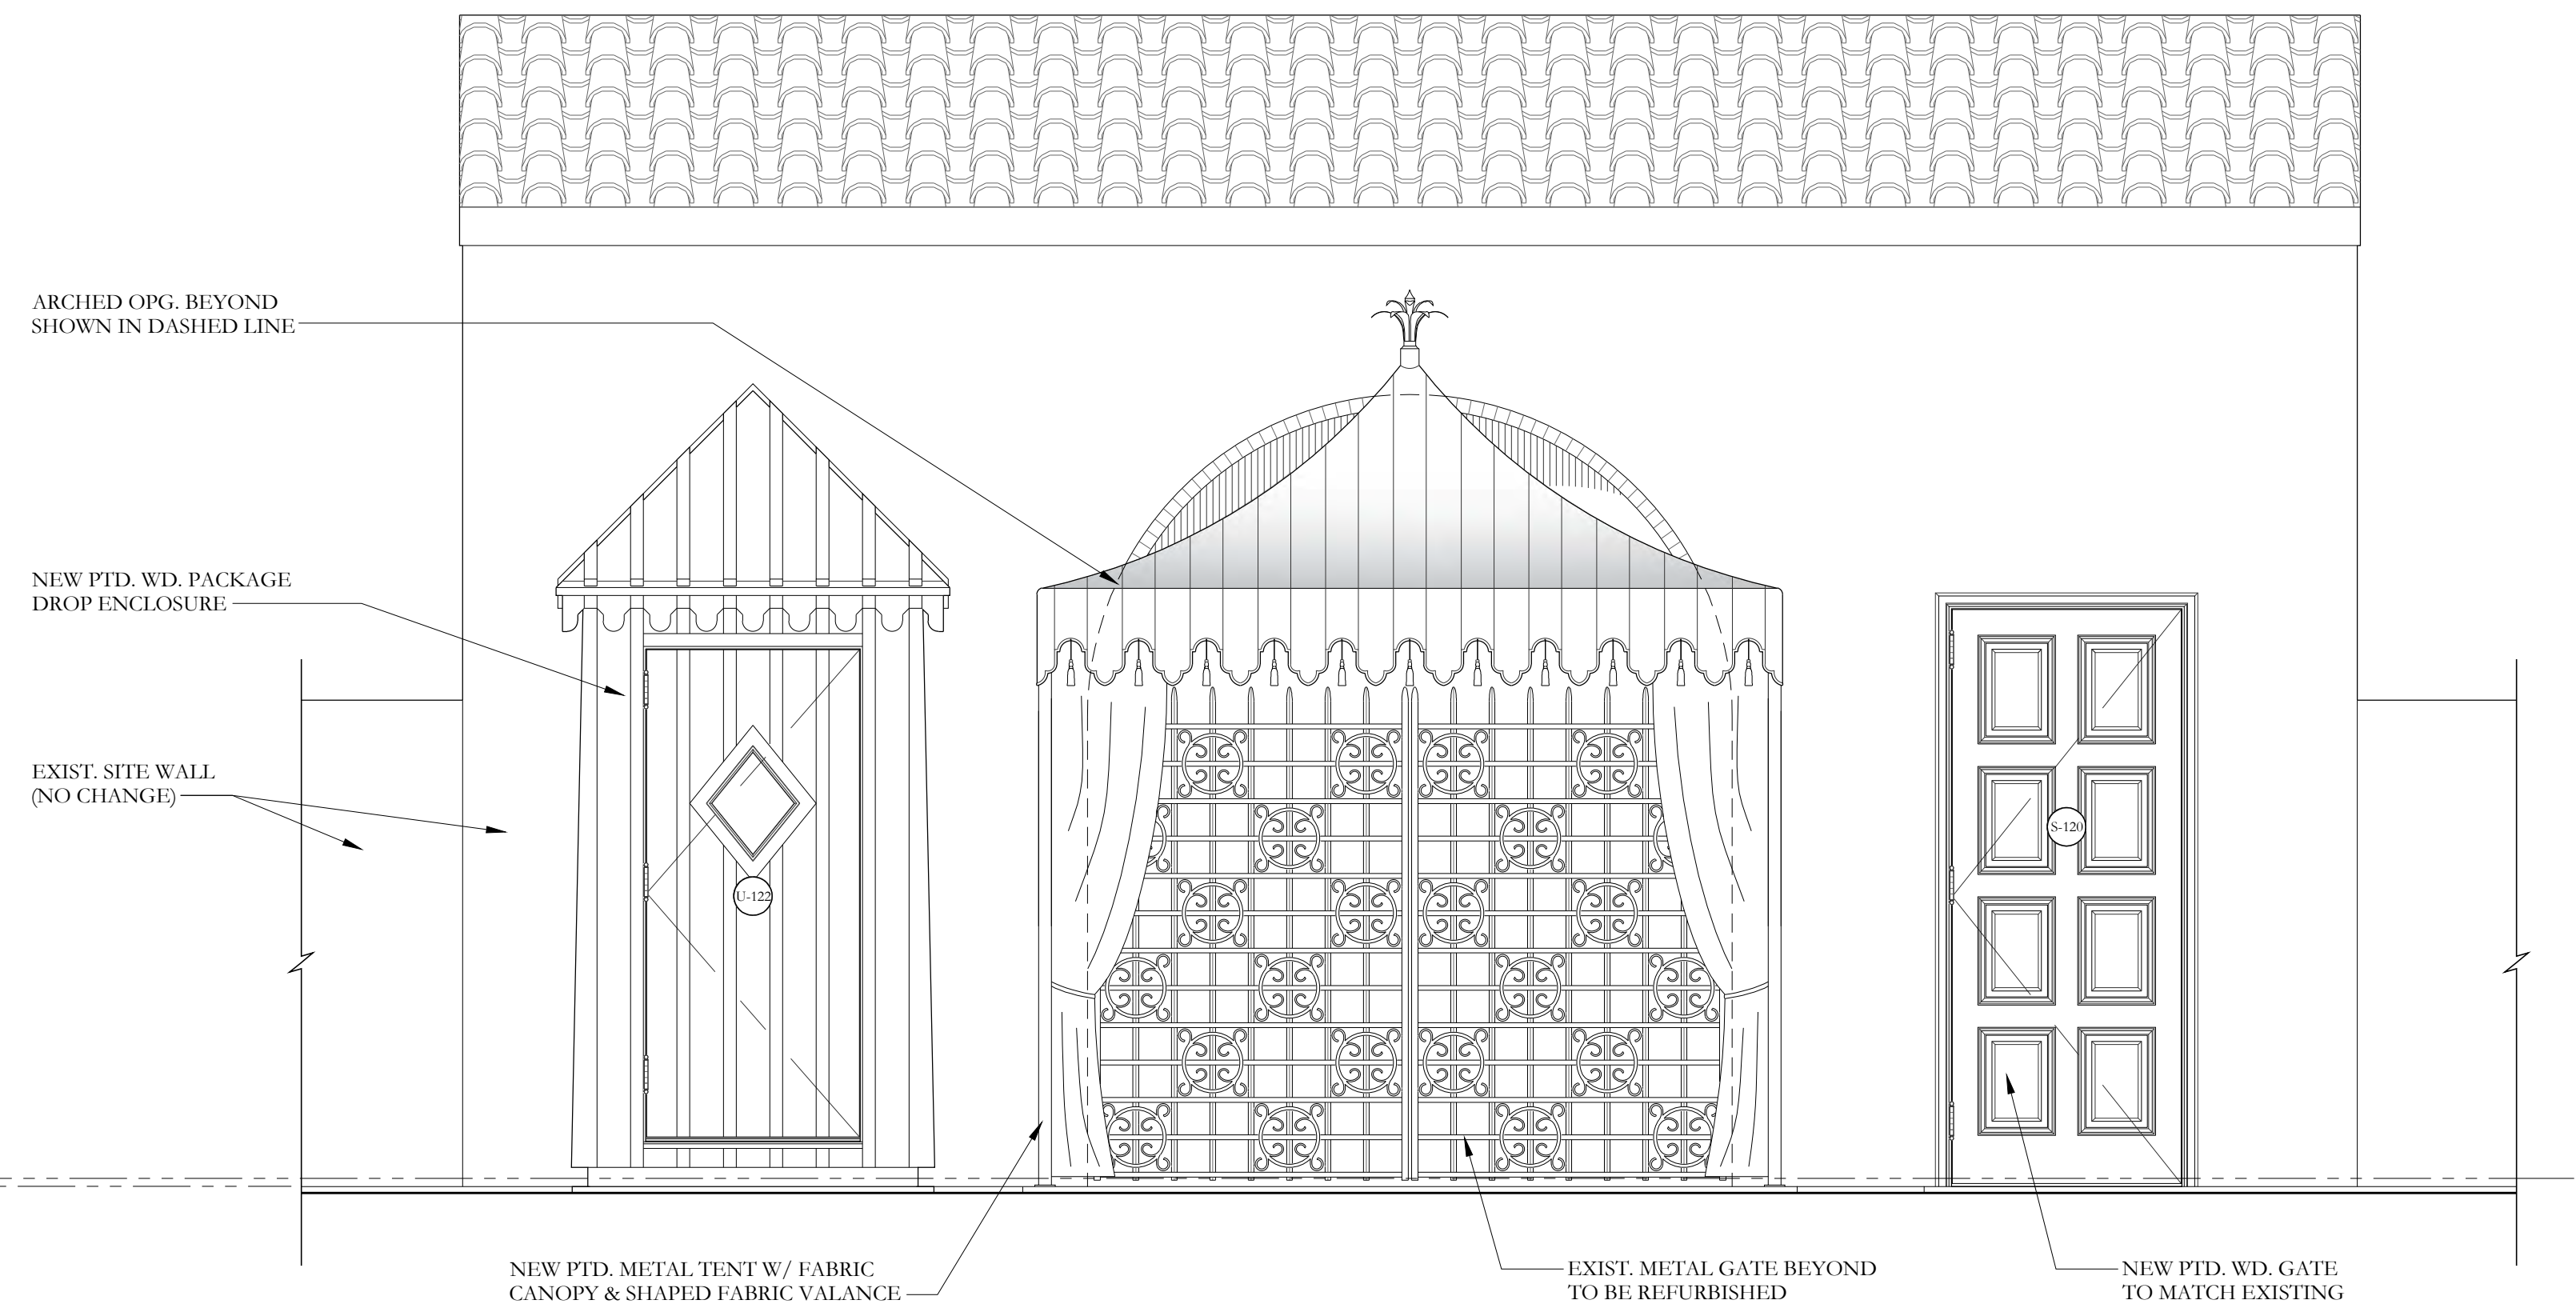 ARCHED OPG. BEYOND
SHOWN IN DASHED LINE
NEW PTD. WD. PACKAGE
DROP ENCLOSURE
EXIST. SITE WALL
(NO CHANGE)
U-122
S-120
NEW PTD. METAL TENT W/ FABRIC
CANOPY & SHAPED FABRIC VALANCE
EXIST. METAL GATE BEYOND
TO BE REFURBISHED
NEW PTD. WD. GATE
TO MATCH EXISTING